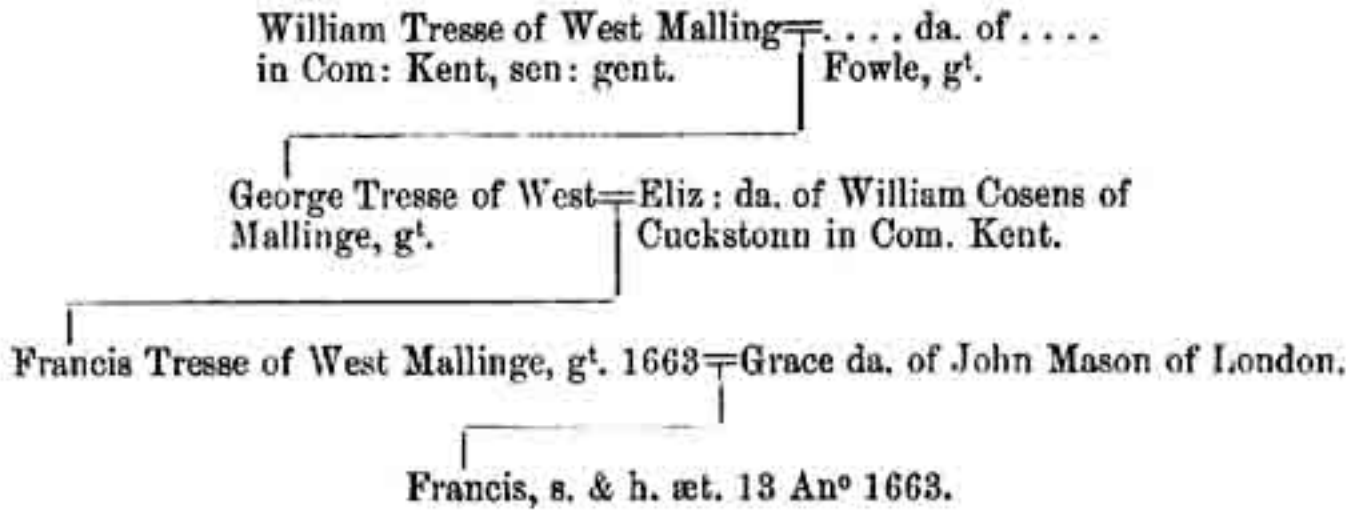 William Tresse of West Malling=. . . . da. of . . . .
in Com: Kent, sen: gent. Fowle, gᵗ.
George Tresse of West=Eliz: da. of William Cosens of
Mallinge, gᵗ. Cuckstonn in Com. Kent.
Francis Tresse of West Mallinge, gᵗ. 1663=Grace da. of John Mason of London.
Francis, s. & h. æt. 13 Anº 1663.